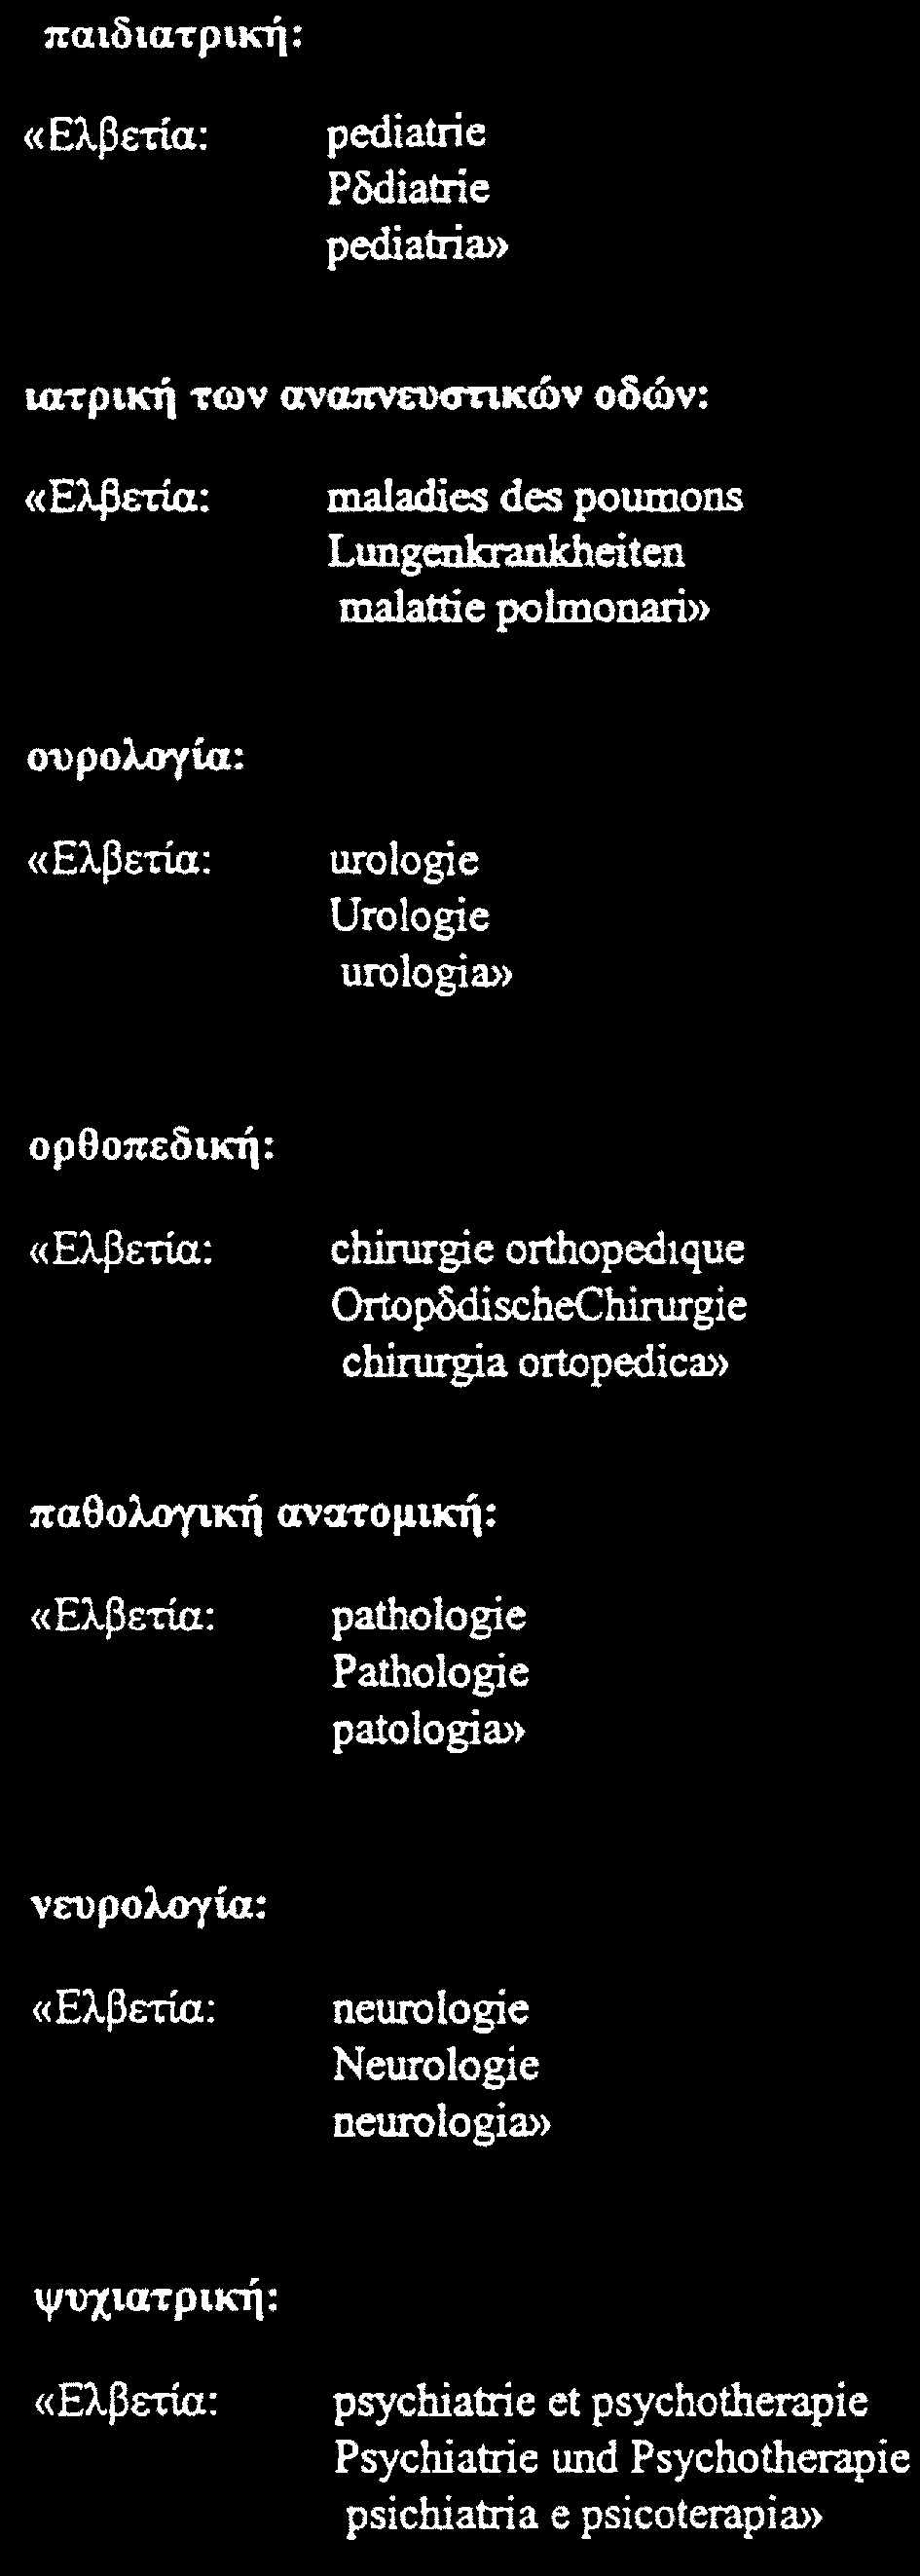 παιδιατρική:
«Ελβετία: pediatrie
Pδdiatrie
pediatria»
ιατρική των αναπνευστικών οδών:
«Ελβετία: maladies des poumons
Lungenkrankheiten
malattie polmonari»
ουρολογία:
«Ελβετία: urologie
Urologie
urologia»
ορθοπεδική:
«Ελβετία: chirurgie orthopedique
OrtopδdischeChirurgie
chirurgia ortopedica»
παθολογική ανατομική:
«Ελβετία: pathologie
Pathologie
patologia»
νευρολογία:
«Ελβετία: neurologie
Neurologie
neurologia»
ψυχιατρική:
«Ελβετία: psychiatrie et psychotherapie
Psychiatrie und Psychotherapie
psichiatria e psicoterapia»